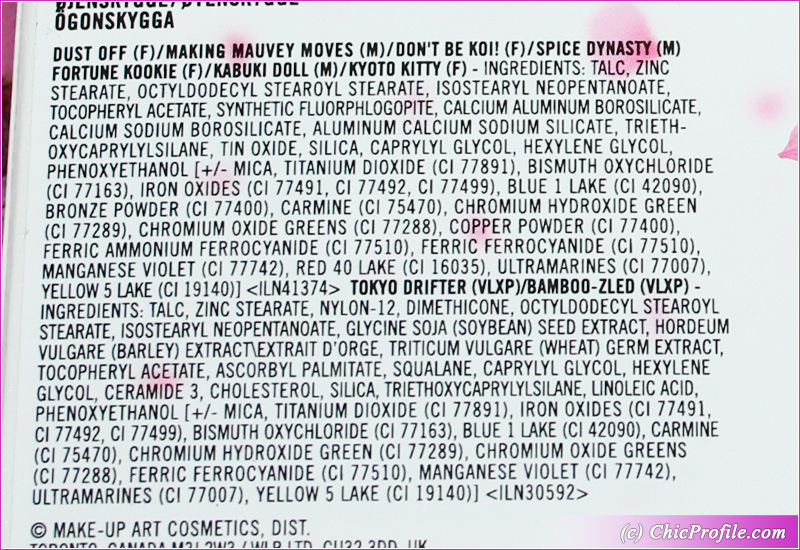 ÖGONSKYGGA
DUST OFF (F)/MAKING MAUVEY MOVES (M)/DON'T BE KOI! (F)/SPICE DYNASTY (M)
FORTUNE KOOKIE (F)/KABUKI DOLL (M)/KYOTO KITTY (F) - INGREDIENTS: TALC, ZINC
STEARATE, OCTYLDODECYL STEAROYL STEARATE, ISOSTEARYL NEOPENTANOATE,
TOCOPHERYL ACETATE, SYNTHETIC FLUORPHLOGOPITE, CALCIUM ALUMINUM BOROSILICATE,
CALCIUM SODIUM BOROSILICATE, ALUMINUM CALCIUM SODIUM SILICATE, TRIETH-
OXYCAPRYLYLSILANE, TIN OXIDE, SILICA, CAPRYLYL GLYCOL, HEXYLENE GLYCOL,
PHENOXYETHANOL [+/- MICA, TITANIUM DIOXIDE (CI 77891), BISMUTH OXYCHLORIDE
(CI 77163), IRON OXIDES (CI 77491, CI 77492, CI 77499), BLUE 1 LAKE (CI 42090),
BRONZE POWDER (CI 77400), CARMINE (CI 75470), CHROMIUM HYDROXIDE GREEN
(CI 77289), CHROMIUM OXIDE GREENS (CI 77288), COPPER POWDER (CI 77400),
FERRIC AMMONIUM FERROCYANIDE (CI 77510), FERRIC FERROCYANIDE (CI 77510),
MANGANESE VIOLET (CI 77742), RED 40 LAKE (CI 16035), ULTRAMARINES (CI 77007),
YELLOW 5 LAKE (CI 19140)] <ILN41374> TOKYO DRIFTER (VLXP)/BAMBOO-ZLED (VLXP) -
INGREDIENTS: TALC, ZINC STEARATE, NYLON-12, DIMETHICONE, OCTYLDODECYL STEAROYL
STEARATE, ISOSTEARYL NEOPENTANOATE, GLYCINE SOJA (SOYBEAN) SEED EXTRACT, HORDEUM
VULGARE (BARLEY) EXTRACT\EXTRAIT D'ORGE, TRITICUM VULGARE (WHEAT) GERM EXTRACT,
TOCOPHERYL ACETATE, ASCORBYL PALMITATE, SQUALANE, CAPRYLYL GLYCOL, HEXYLENE
GLYCOL, CERAMIDE 3, CHOLESTEROL, SILICA, TRIETHOXYCAPRYLYLSILANE, LINOLEIC ACID,
PHENOXYETHANOL [+/- MICA, TITANIUM DIOXIDE (CI 77891), IRON OXIDES (CI 77491,
CI 77492, CI 77499), BISMUTH OXYCHLORIDE (CI 77163), BLUE 1 LAKE (CI 42090), CARMINE
(CI 75470), CHROMIUM HYDROXIDE GREEN (CI 77289), CHROMIUM OXIDE GREENS
(CI 77288), FERRIC FERROCYANIDE (CI 77510), MANGANESE VIOLET (CI 77742),
ULTRAMARINES (CI 77007), YELLOW 5 LAKE (CI 19140)] <ILN30592>
© MAKE-UP ART COSMETICS, DIST.
TORONTO, CANADA M3J 2W3 / WLP LTD, GU32 3DD, UK
(c) ChicProfile.com